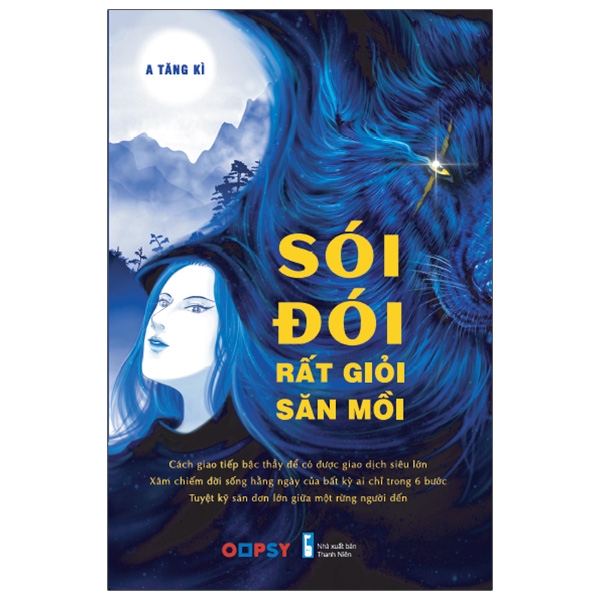 A TĂNG KÌ
SÓI
ĐÓI
RẤT GIỎI
SĂN MỒI
Cách giao tiếp bậc thầy để có được giao dịch siêu lớn
Xâm chiếm đời sống hằng ngày của bất kỳ ai chỉ trong 6 bước
Tuyệt kỹ săn đơn lớn giữa một rừng người đến
OOPSY
Nhà xuất bản
Thanh Niên